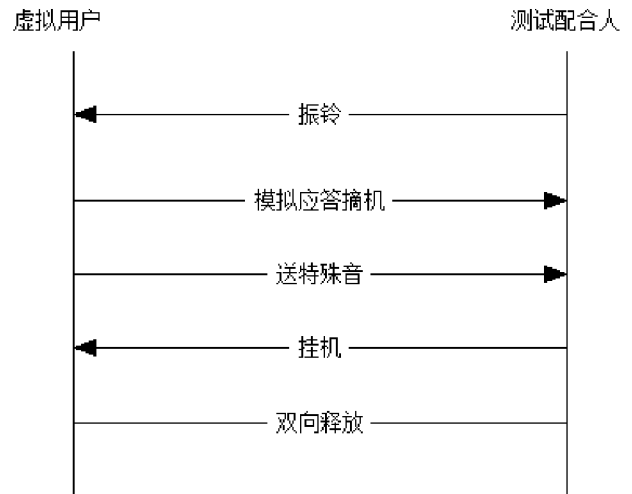 虚拟用户
测试配合人
振铃
模拟应答摘机
送特殊音
挂机
双向释放